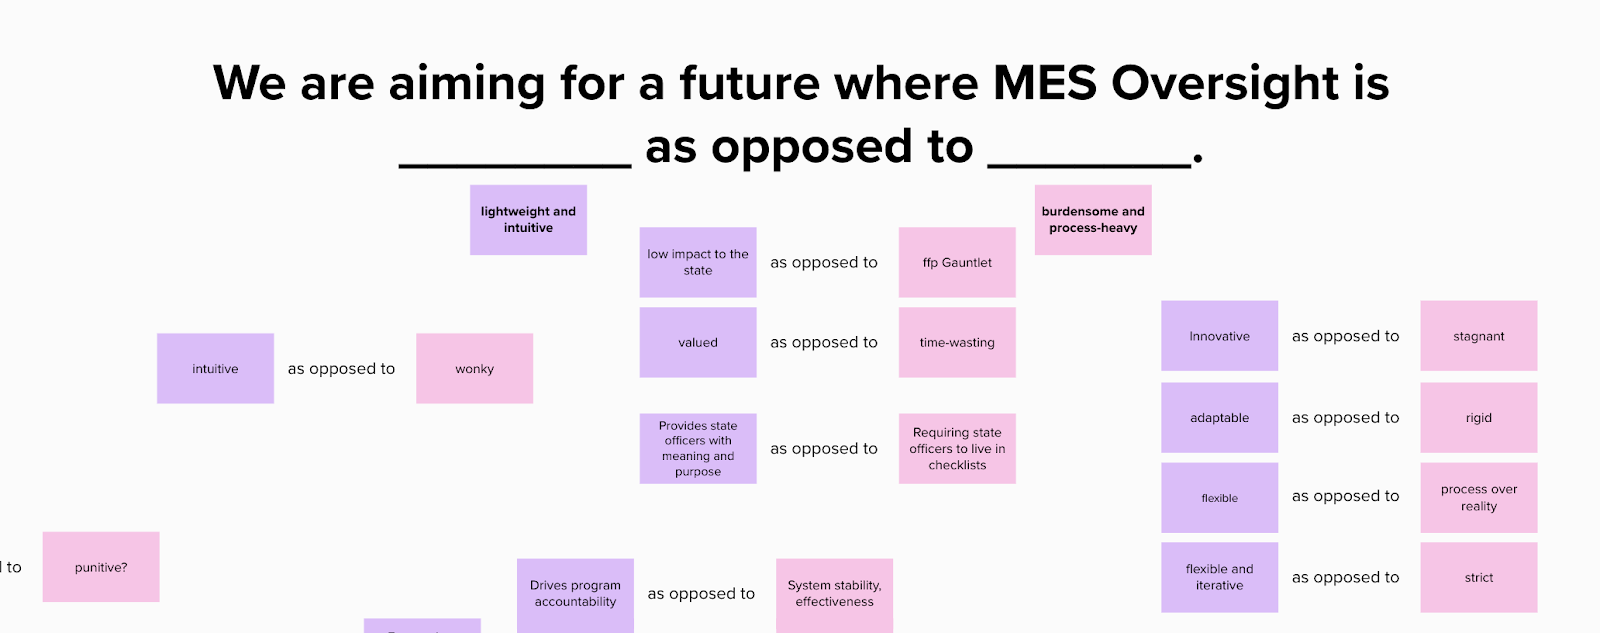 We are aiming for a future where MES Oversight is
________ as opposed to _______.
lightweight and
intuitive
burdensome and
process-heavy
low impact to the
state
as opposed to
ffp Gauntlet
valued
as opposed to
time-wasting
Provides state
officers with
meaning and
purpose
as opposed to
Requiring state
officers to live in
checklists
intuitive
as opposed to
wonky
Innovative
as opposed to
stagnant
adaptable
as opposed to
rigid
flexible
as opposed to
process over
reality
flexible and
iterative
as opposed to
strict
to
punitive?
Drives program
accountability
as opposed to
System stability,
effectiveness